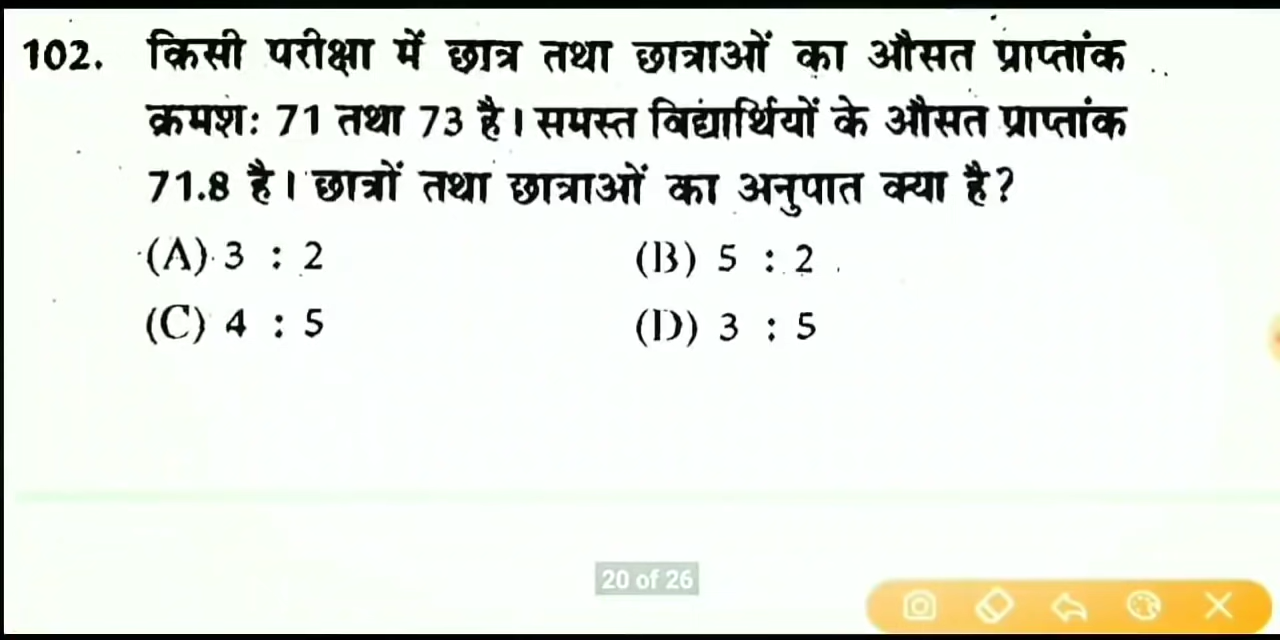 102. किसी परीक्षा में छात्र तथा छात्राओं का औसत प्राप्तांक
क्रमशः 71 तथा 73 है। समस्त विद्यार्थियों के औसत प्राप्तांक
71.8 है। छात्रों तथा छात्राओं का अनुपात क्या है?
(A) 3 : 2 (B) 5 : 2
(C) 4 : 5 (D) 3 : 5
20 of 26